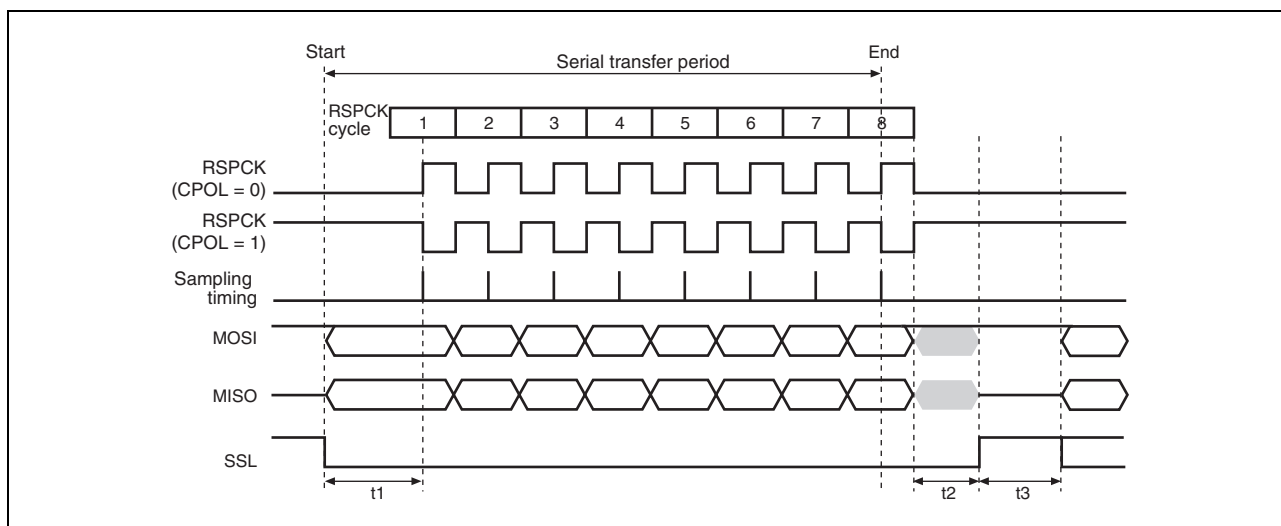 Start
End
Serial transfer period
RSPCK
cycle
1 2 3 4 5 6 7 8
RSPCK
(CPOL = 0)
RSPCK
(CPOL = 1)
Sampling
timing
MOSI
MISO
SSL
t1
t2
t3